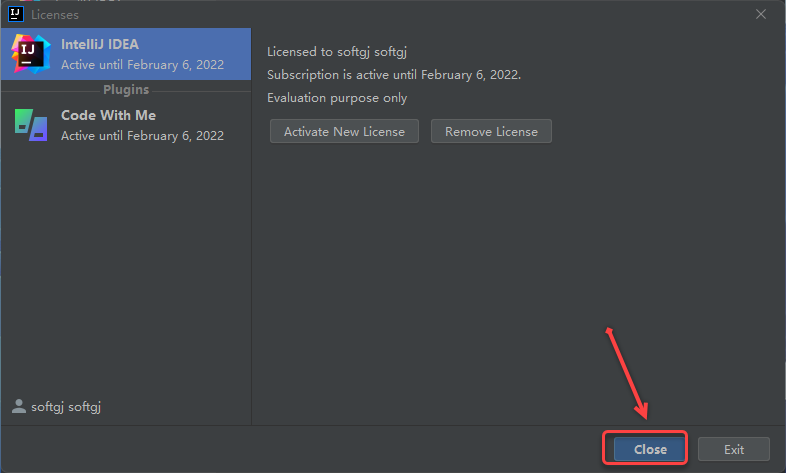 IJ Licenses
IJ
IntelliJ IDEA
Active until February 6, 2022
Plugins
Code With Me
Active until February 6, 2022
softgj softgj
Licensed to softgj softgj
Subscription is active until February 6, 2022.
Evaluation purpose only
Activate New License Remove License
Close Exit